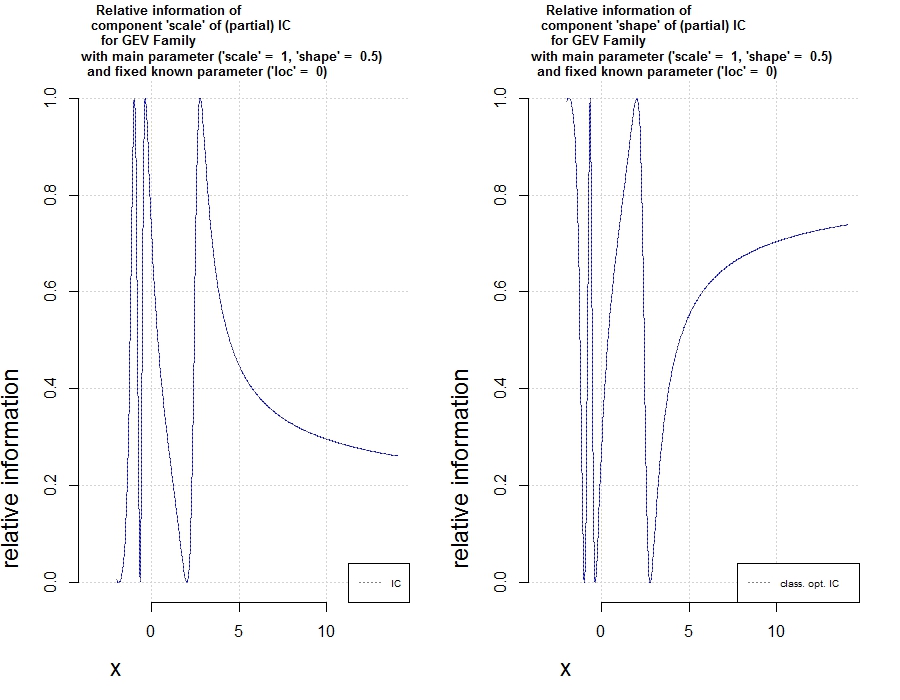 Relative information of
component 'scale' of (partial) IC
for GEV Family
with main parameter ('scale' = 1, 'shape' = 0.5)
and fixed known parameter ('loc' = 0)
relative information
1.0
0.8
0.6
0.4
0.2
0.0
IC
0 5 10
x
Relative information of
component 'shape' of (partial) IC
for GEV Family
with main parameter ('scale' = 1, 'shape' = 0.5)
and fixed known parameter ('loc' = 0)
relative information
1.0
0.8
0.6
0.4
0.2
0.0
class. opt. IC
0 5 10
x